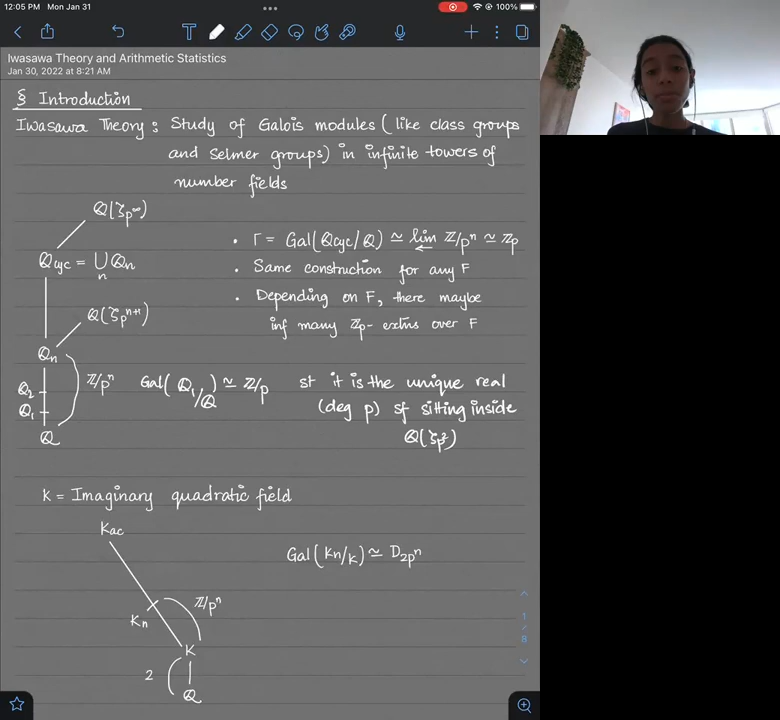 12:05 PM Mon Jan 31
100%
Iwasawa Theory and Arithmetic Statistics
Jan 30, 2022 at 8:21 AM
§ Introduction
Iwasawa Theory : Study of Galois modules (like class groups
and Selmer groups) in infinite towers of
number fields
Q(ζp^∞)
Qcyc = ∪ Qn
n
• Γ = Gal(Qcyc/Q) ≃ lim ← Z/p^n ≃ Zp
• Same construction for any F
• Depending on F, there maybe
inf many Zp- extns over F
Q(ζp^n+1)
Qn
Q2
Q1
Q
Z/p^n
Gal(Q1/Q) ≃ Z/p
st it is the unique real
(deg p) sf sitting inside
Q(ζp^2)
K = Imaginary quadratic field
Kac
Gal(Kn/K) ≃ D2p^n
Z/p^n
Kn
K
2
Q
1
/
8